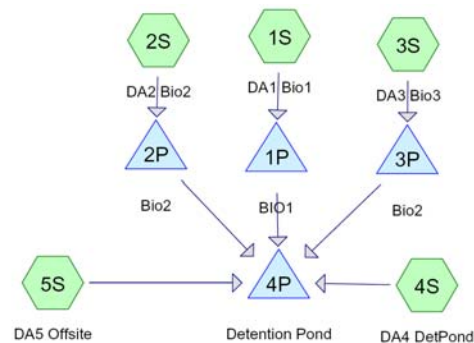 2S
1S
3S
DA2 Bio2
DA1 Bio1
DA3 Bio3
2P
1P
3P
Bio2
BIO1
Bio2
5S
4P
4S
DA5 Offsite
Detention Pond
DA4 DetPond